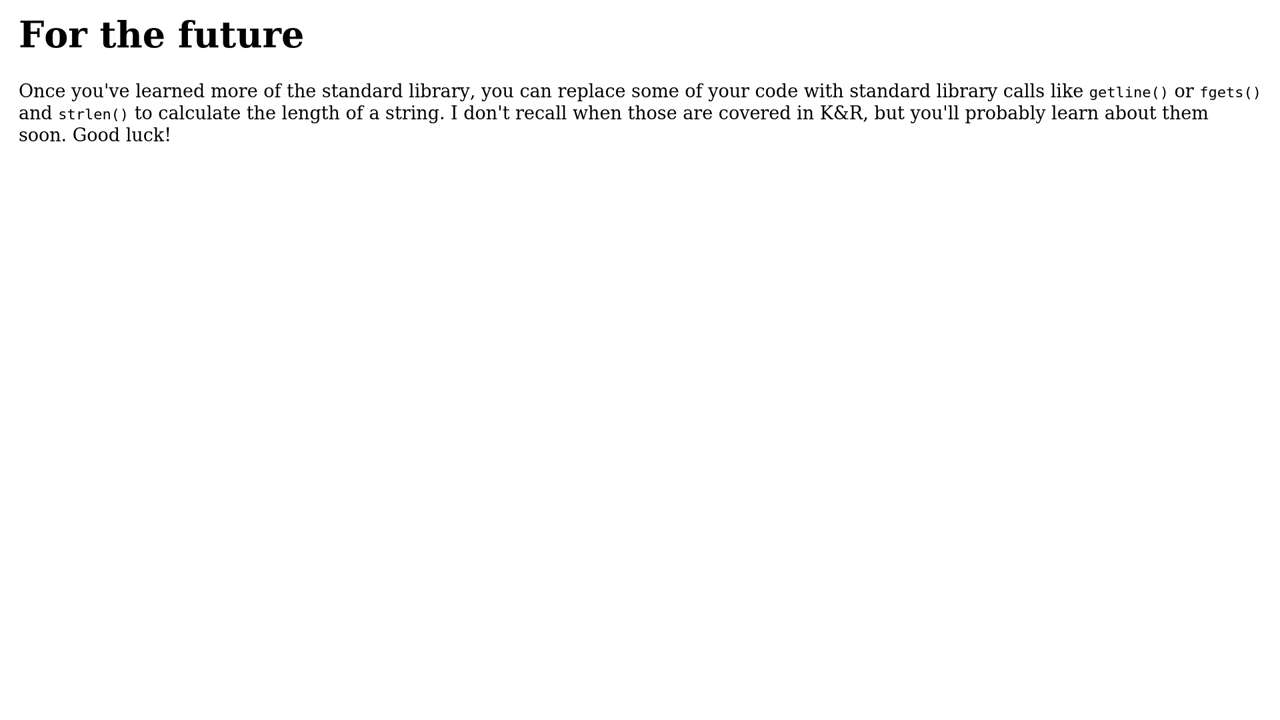 For the future
Once you've learned more of the standard library, you can replace some of your code with standard library calls like getline() or fgets()
and strlen() to calculate the length of a string. I don't recall when those are covered in K&R, but you'll probably learn about them
soon. Good luck!